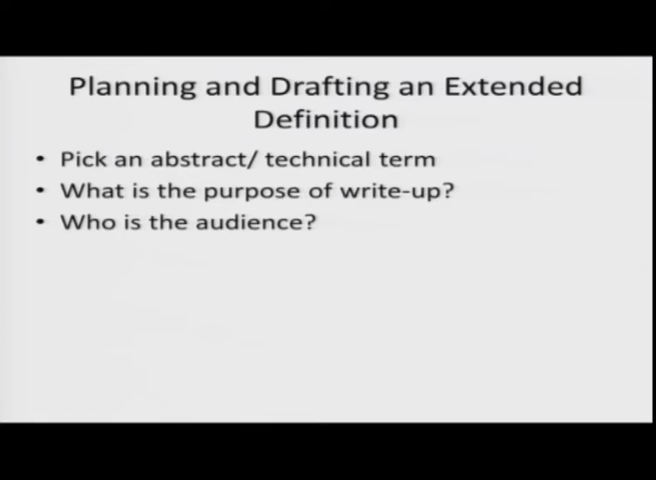 Planning and Drafting an Extended
Definition
• Pick an abstract/ technical term
• What is the purpose of write-up?
• Who is the audience?